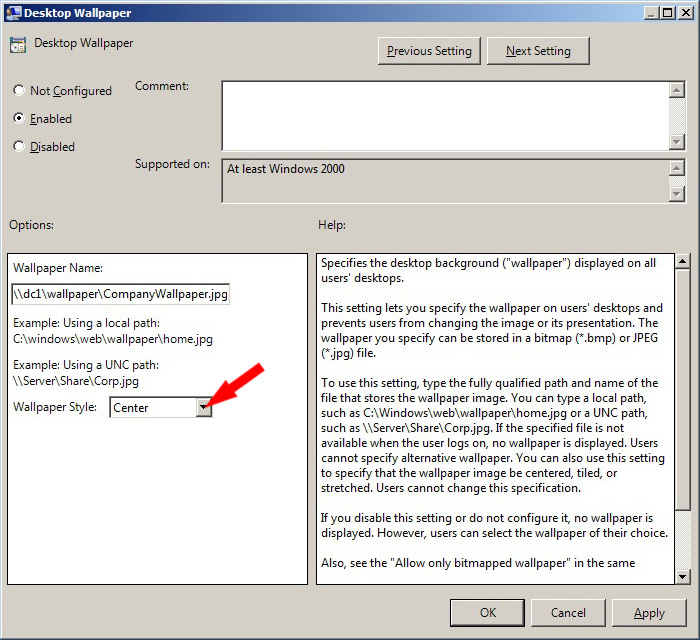 Desktop Wallpaper
Desktop Wallpaper
Previous Setting
Next Setting
Not Configured
Comment:
Enabled
Disabled
Supported on:
At least Windows 2000
Options:
Help:
Wallpaper Name:
\\dc1\wallpaper\CompanyWallpaper.jpg
Example: Using a local path:
C:\windows\web\wallpaper\home.jpg
Example: Using a UNC path:
\\Server\Share\Corp.jpg
Wallpaper Style:
Center
Specifies the desktop background ("wallpaper") displayed on all
users' desktops.
This setting lets you specify the wallpaper on users' desktops and
prevents users from changing the image or its presentation. The
wallpaper you specify can be stored in a bitmap (*.bmp) or JPEG
(*.jpg) file.
To use this setting, type the fully qualified path and name of the
file that stores the wallpaper image. You can type a local path,
such as C:\Windows\web\wallpaper\home.jpg or a UNC path,
such as \\Server\Share\Corp.jpg. If the specified file is not
available when the user logs on, no wallpaper is displayed. Users
cannot specify alternative wallpaper. You can also use this setting
to specify that the wallpaper image be centered, tiled, or
stretched. Users cannot change this specification.
If you disable this setting or do not configure it, no wallpaper is
displayed. However, users can select the wallpaper of their choice.
Also, see the "Allow only bitmapped wallpaper" in the same
OK
Cancel
Apply